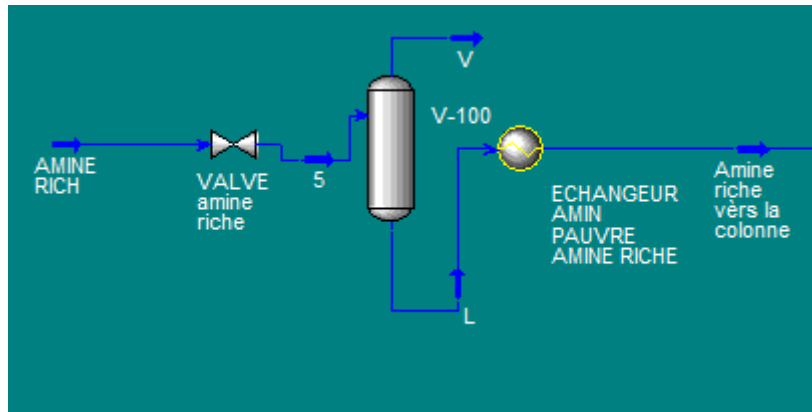 AMINE
RICH
VALVE
amine
riche
5
V
V-100
L
ECHANGEUR
AMIN
PAUVRE
AMINE RICHE
Amine
riche
vèrs la
colonne